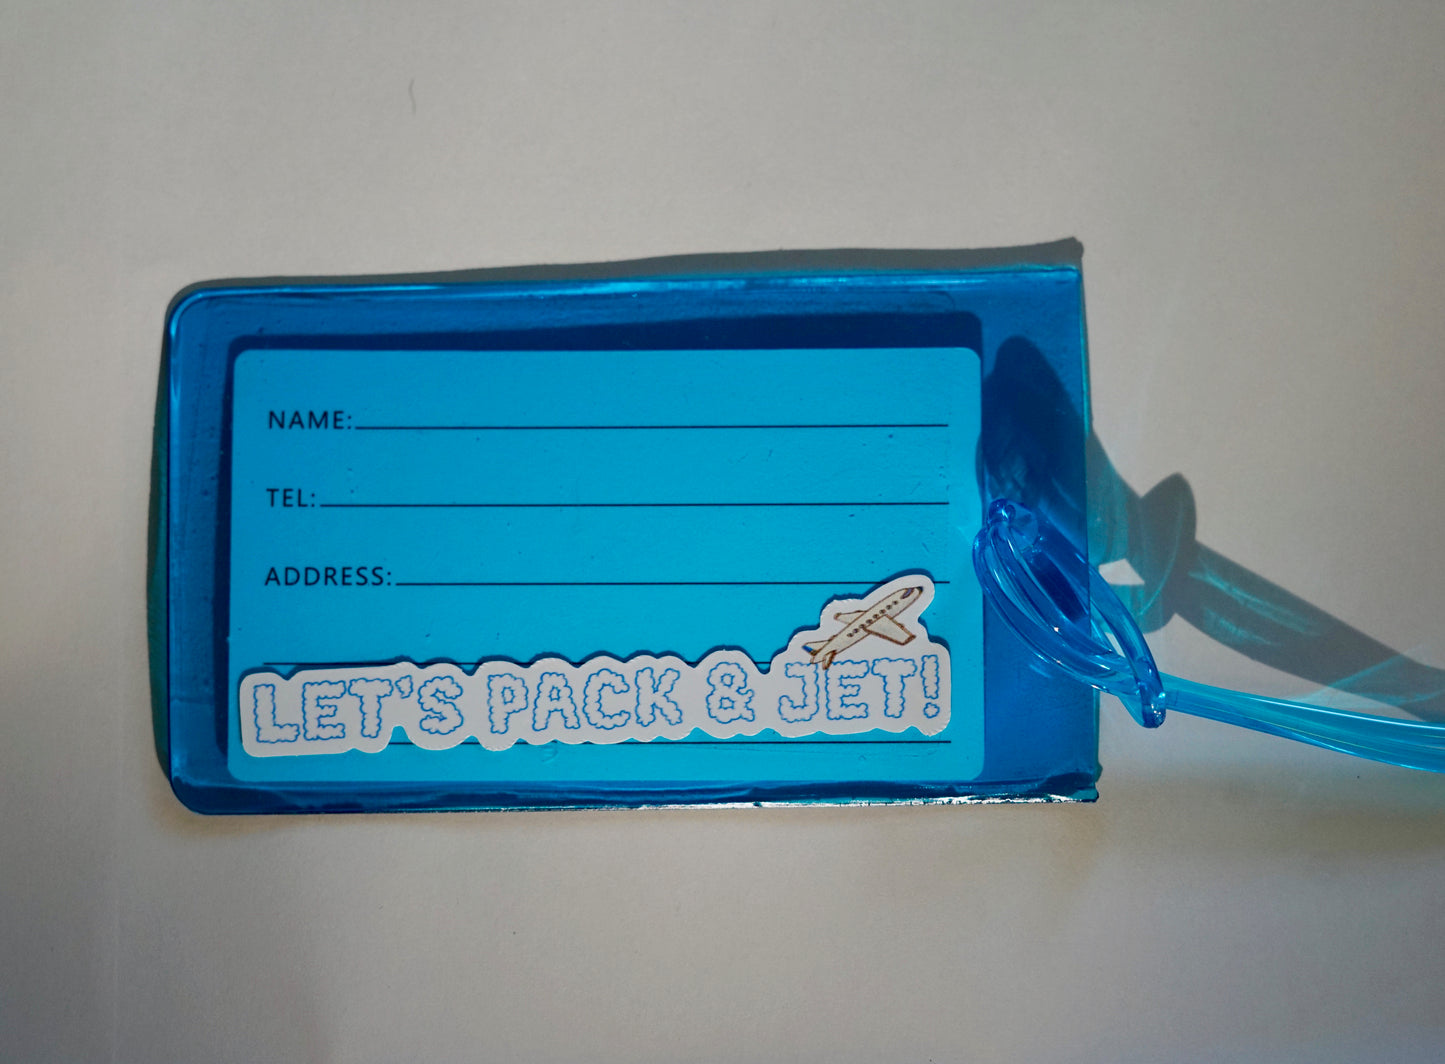 NAME:
TEL:
ADDRESS:
LET'S PACK & JET!